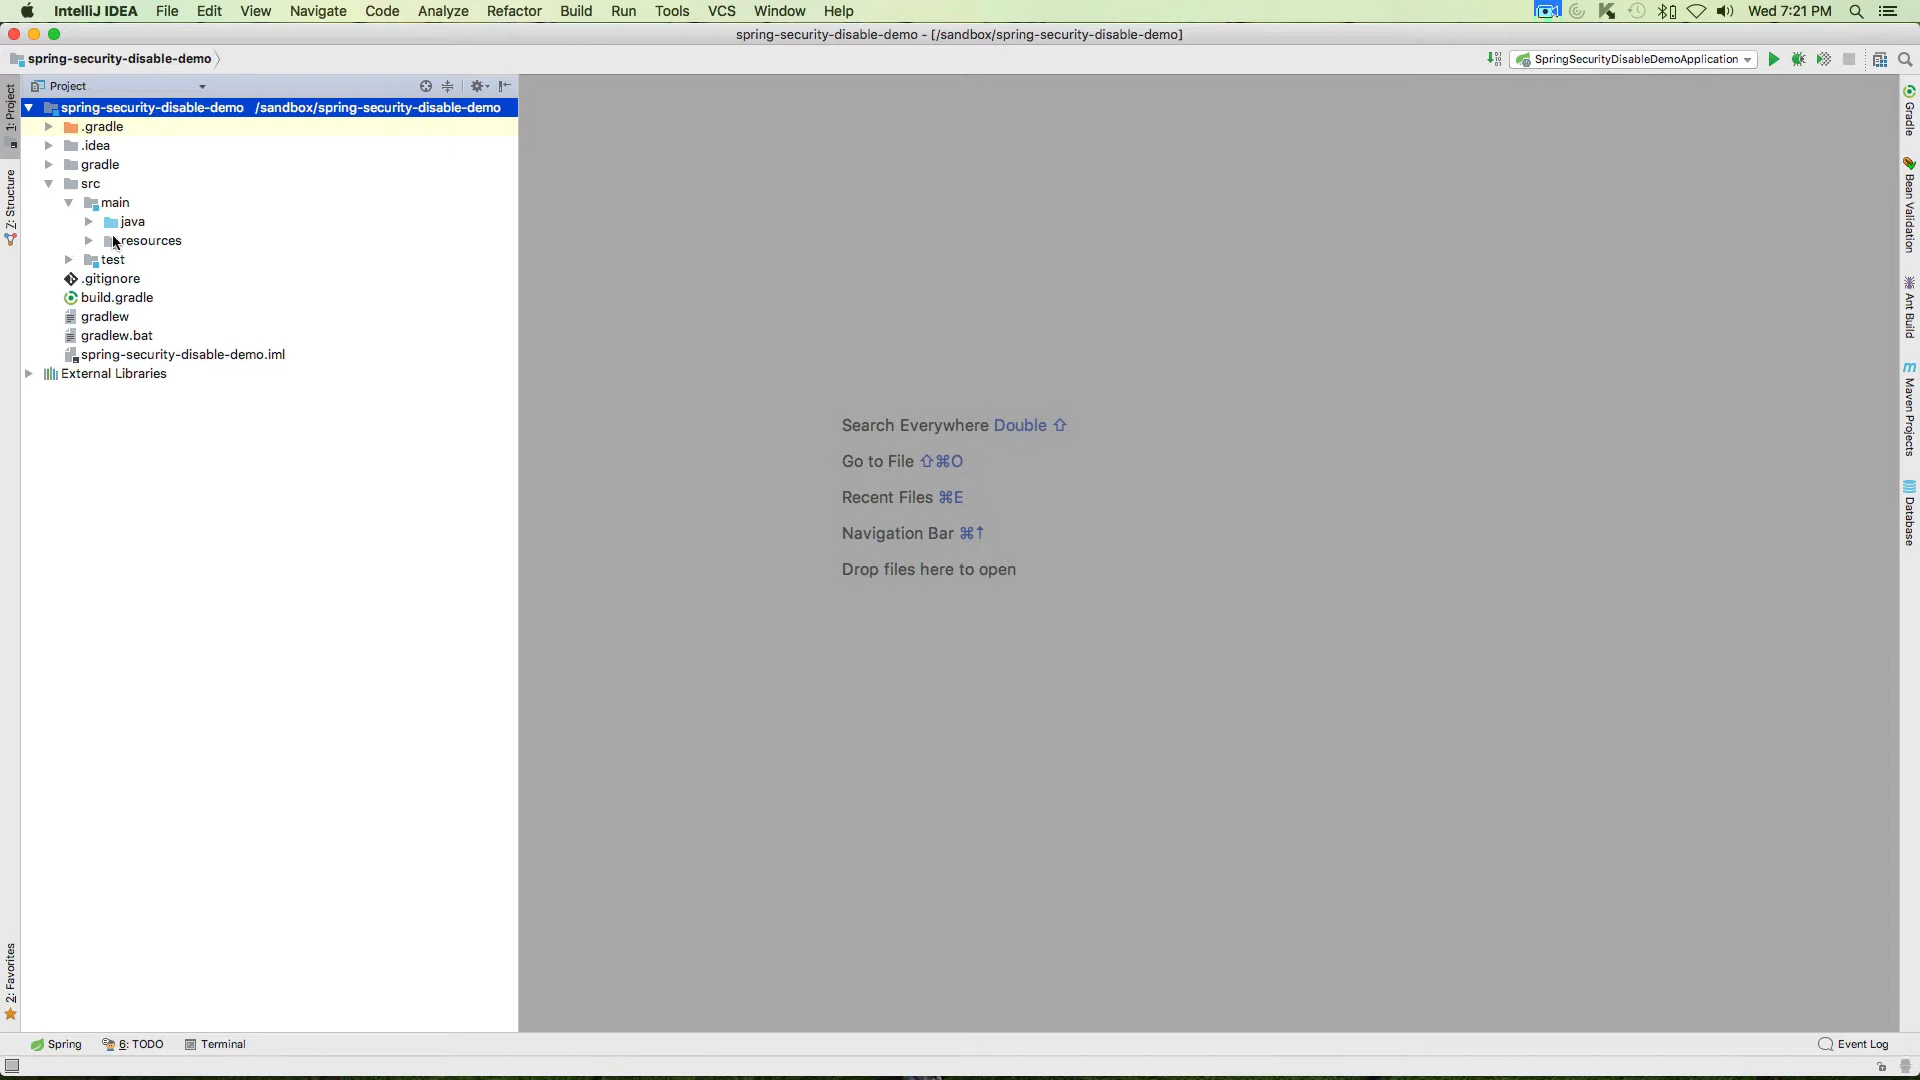 IntelliJ IDEA File Edit View Navigate Code Analyze Refactor Build Run Tools VCS Window Help Wed 7:21 PM
spring-security-disable-demo - [/sandbox/spring-security-disable-demo]
spring-security-disable-demo SpringSecurityDisableDemoApplication
Project
spring-security-disable-demo /sandbox/spring-security-disable-demo
.gradle
.idea
gradle
src
main
java
resources
test
.gitignore
build.gradle
gradlew
gradlew.bat
spring-security-disable-demo.iml
External Libraries
1: Project
7: Structure
2: Favorites
Search Everywhere Double ⇧
Go to File ⇧⌘O
Recent Files ⌘E
Navigation Bar ⌘↑
Drop files here to open
Gradle
Bean Validation
Ant Build
m
Maven Projects
Database
Spring 6: TODO Terminal Event Log